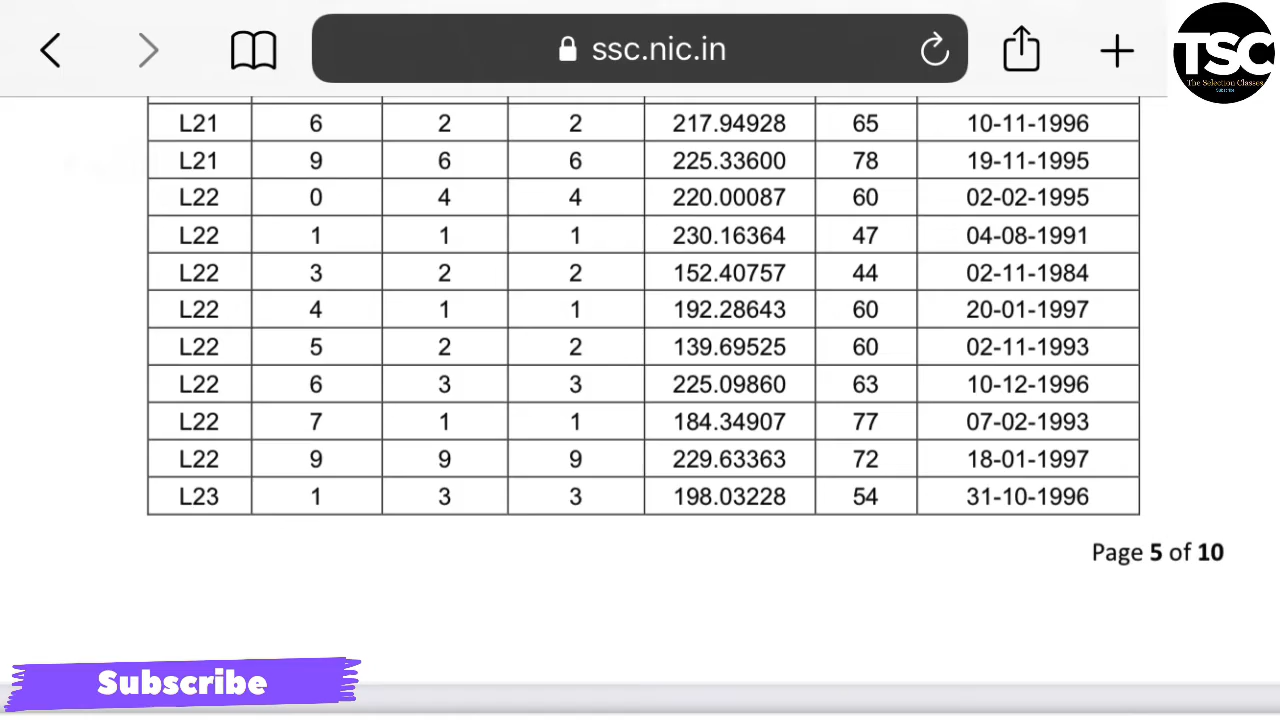 ssc.nic.in
TSC
The Selection Classes
Subscribe
L21 6 2 2 217.94928 65 10-11-1996
L21 9 6 6 225.33600 78 19-11-1995
L22 0 4 4 220.00087 60 02-02-1995
L22 1 1 1 230.16364 47 04-08-1991
L22 3 2 2 152.40757 44 02-11-1984
L22 4 1 1 192.28643 60 20-01-1997
L22 5 2 2 139.69525 60 02-11-1993
L22 6 3 3 225.09860 63 10-12-1996
L22 7 1 1 184.34907 77 07-02-1993
L22 9 9 9 229.63363 72 18-01-1997
L23 1 3 3 198.03228 54 31-10-1996
Page 5 of 10
Subscribe